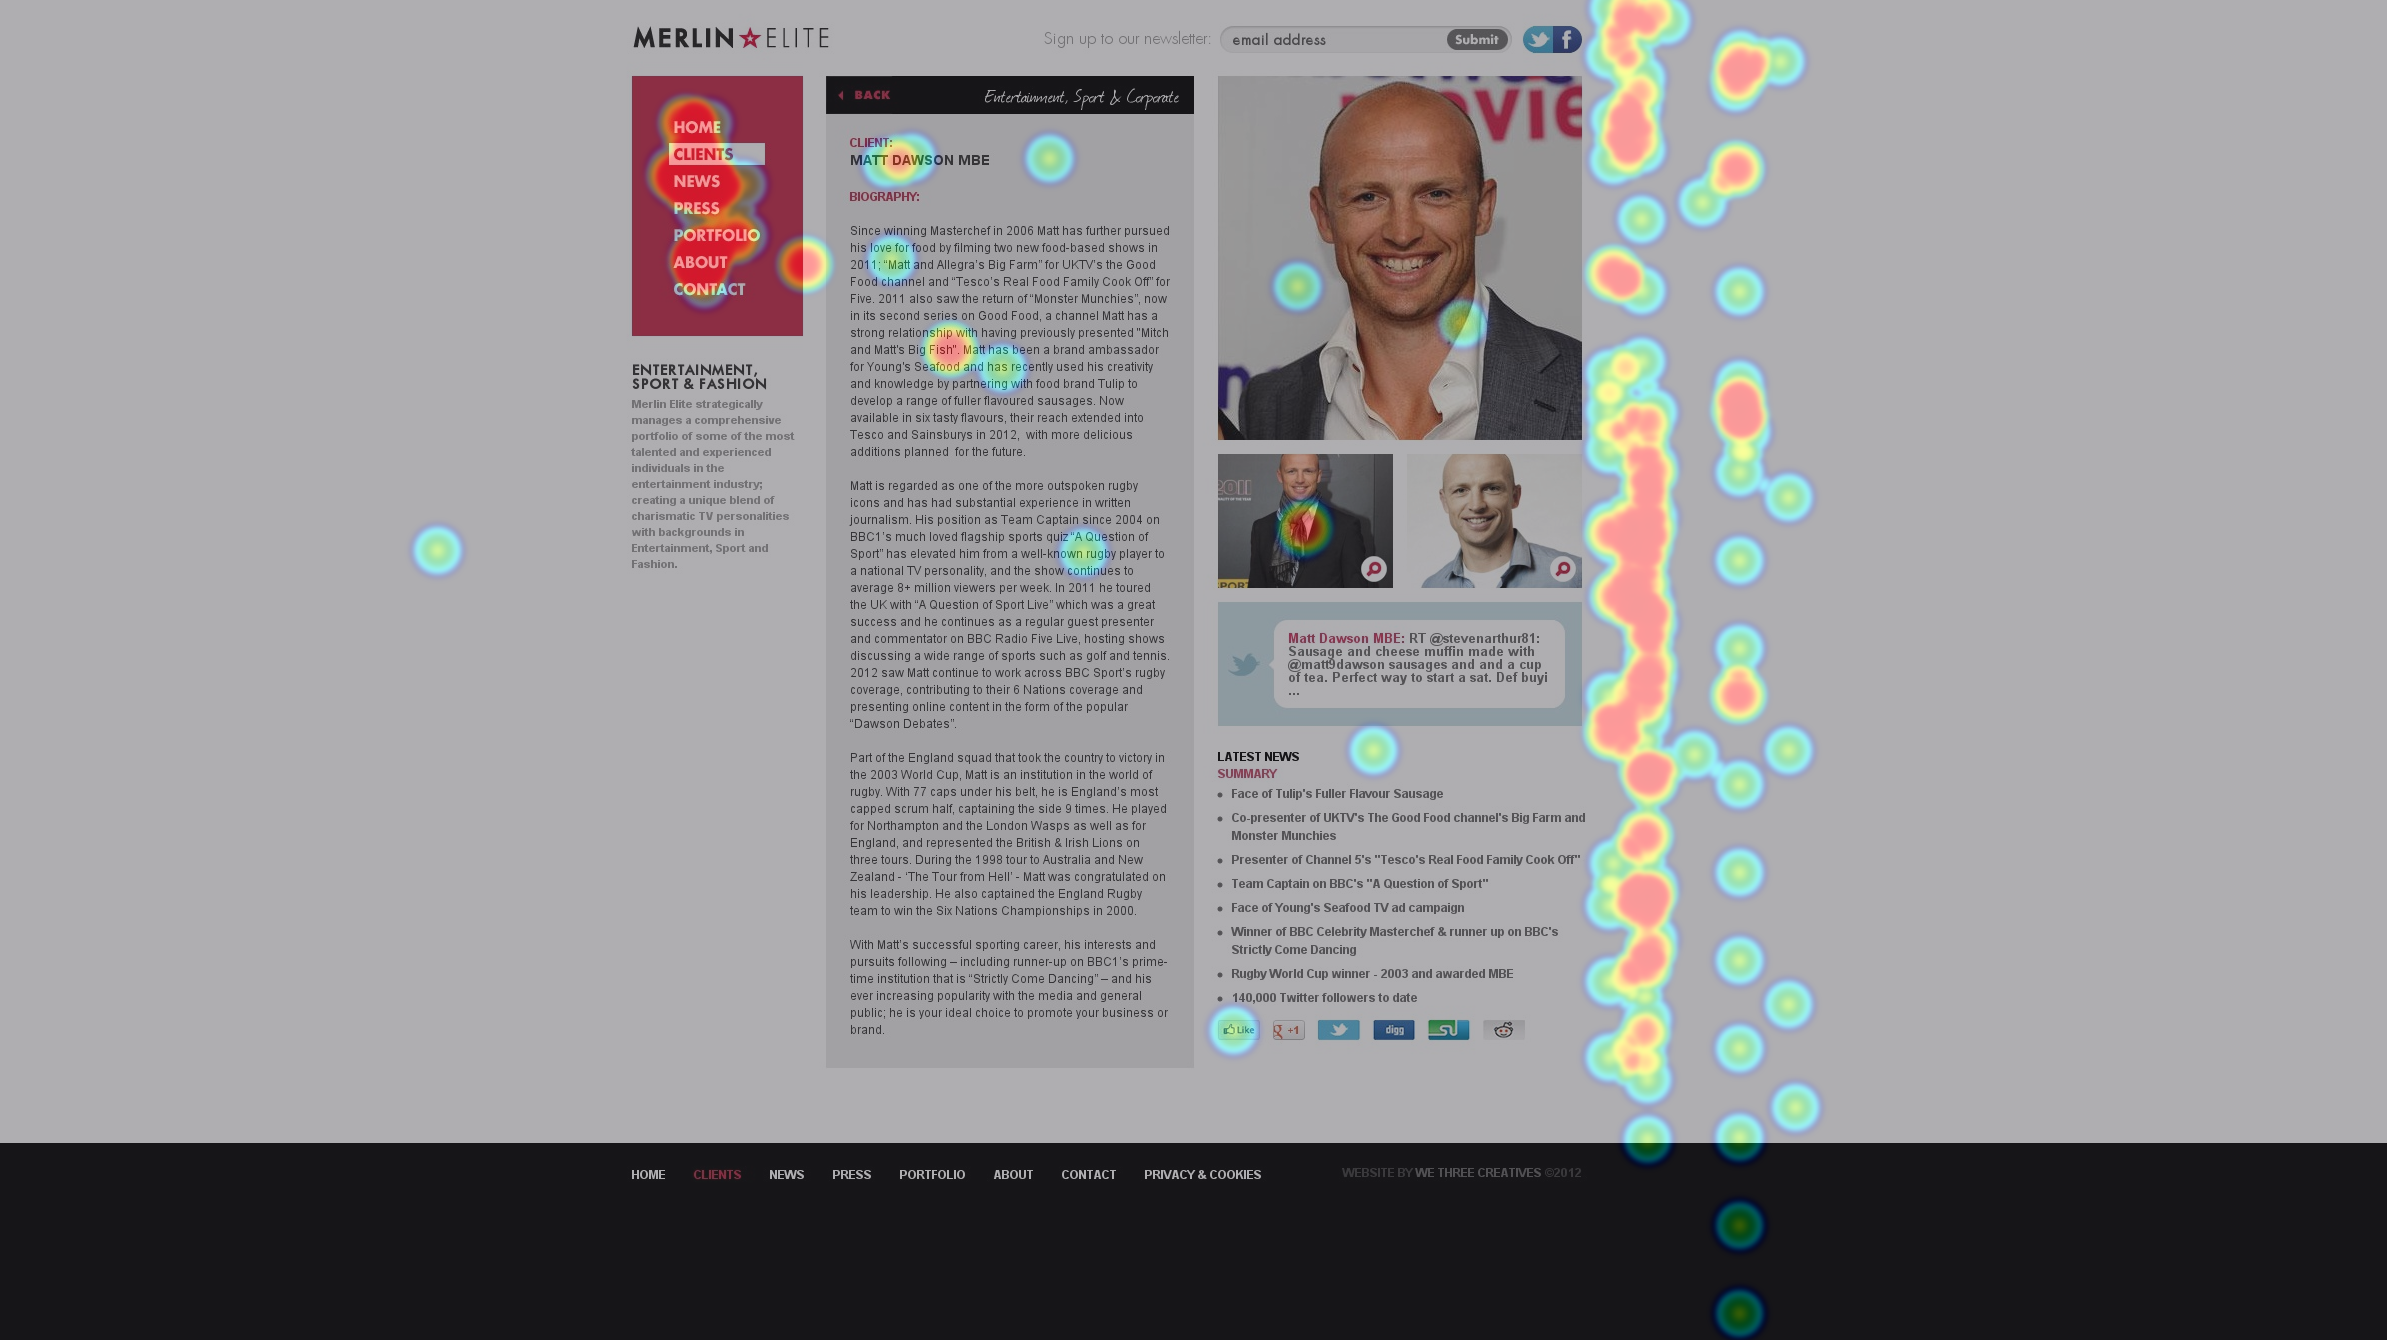 MERLIN ELITE
Sign up to our newsletter:
email address
Submit
HOME
CLIENTS
NEWS
PRESS
PORTFOLIO
ABOUT
CONTACT
ENTERTAINMENT,
SPORT & FASHION
Merlin Elite strategically
manages a comprehensive
portfolio of some of the most
talented and experienced
individuals in the
entertainment industry;
creating a unique blend of
charismatic TV personalities
with backgrounds in
Entertainment, Sport and
Fashion.
BACK
Entertainment, Sport & Corporate
CLIENT:
MATT DAWSON MBE
BIOGRAPHY:
Since winning Masterchef in 2006 Matt has further pursued
his love for food by filming two new food-based shows in
2011; “Matt and Allegra’s Big Farm” for UKTV’s the Good
Food channel and “Tesco’s Real Food Family Cook Off” for
Five. 2011 also saw the return of “Monster Munchies”, now
in its second series on Good Food, a channel Matt has a
strong relationship with having previously presented "Mitch
and Matt's Big Fish". Matt has been a brand ambassador
for Young's Seafood and has recently used his creativity
and knowledge by partnering with food brand Tulip to
develop a range of fuller flavoured sausages. Now
available in six tasty flavours, their reach extended into
Tesco and Sainsburys in 2012, with more delicious
additions planned for the future.
Matt is regarded as one of the more outspoken rugby
icons and has had substantial experience in written
journalism. His position as Team Captain since 2004 on
BBC1’s much loved flagship sports quiz “A Question of
Sport” has elevated him from a well-known rugby player to
a national TV personality, and the show continues to
average 8+ million viewers per week. In 2011 he toured
the UK with “A Question of Sport Live” which was a great
success and he continues as a regular guest presenter
and commentator on BBC Radio Five Live, hosting shows
discussing a wide range of sports such as golf and tennis.
2012 saw Matt continue to work across BBC Sport’s rugby
coverage, contributing to their 6 Nations coverage and
presenting online content in the form of the popular
“Dawson Debates”.
Part of the England squad that took the country to victory in
the 2003 World Cup, Matt is an institution in the world of
rugby. With 77 caps under his belt, he is England’s most
capped scrum half, captaining the side 9 times. He played
for Northampton and the London Wasps as well as for
England, and represented the British & Irish Lions on
three tours. During the 1998 tour to Australia and New
Zealand - ‘The Tour from Hell’ - Matt was congratulated on
his leadership. He also captained the England Rugby
team to win the Six Nations Championships in 2000.
With Matt’s successful sporting career, his interests and
pursuits following – including runner-up on BBC1’s prime-
time institution that is “Strictly Come Dancing” – and his
ever increasing popularity with the media and general
public; he is your ideal choice to promote your business or
brand.
2011
Matt Dawson MBE: RT @stevenarthur81:
Sausage and cheese muffin made with
@matt9dawson sausages and and a cup
of tea. Perfect way to start a sat. Def buyi
...
LATEST NEWS
SUMMARY
Face of Tulip's Fuller Flavour Sausage
Co-presenter of UKTV's The Good Food channel's Big Farm and
Monster Munchies
Presenter of Channel 5's "Tesco's Real Food Family Cook Off"
Team Captain on BBC's "A Question of Sport"
Face of Young's Seafood TV ad campaign
Winner of BBC Celebrity Masterchef & runner up on BBC's
Strictly Come Dancing
Rugby World Cup winner - 2003 and awarded MBE
140,000 Twitter followers to date
Like
g +1
digg
HOME CLIENTS NEWS PRESS PORTFOLIO ABOUT CONTACT PRIVACY & COOKIES
WEBSITE BY WE THREE CREATIVES ©2012